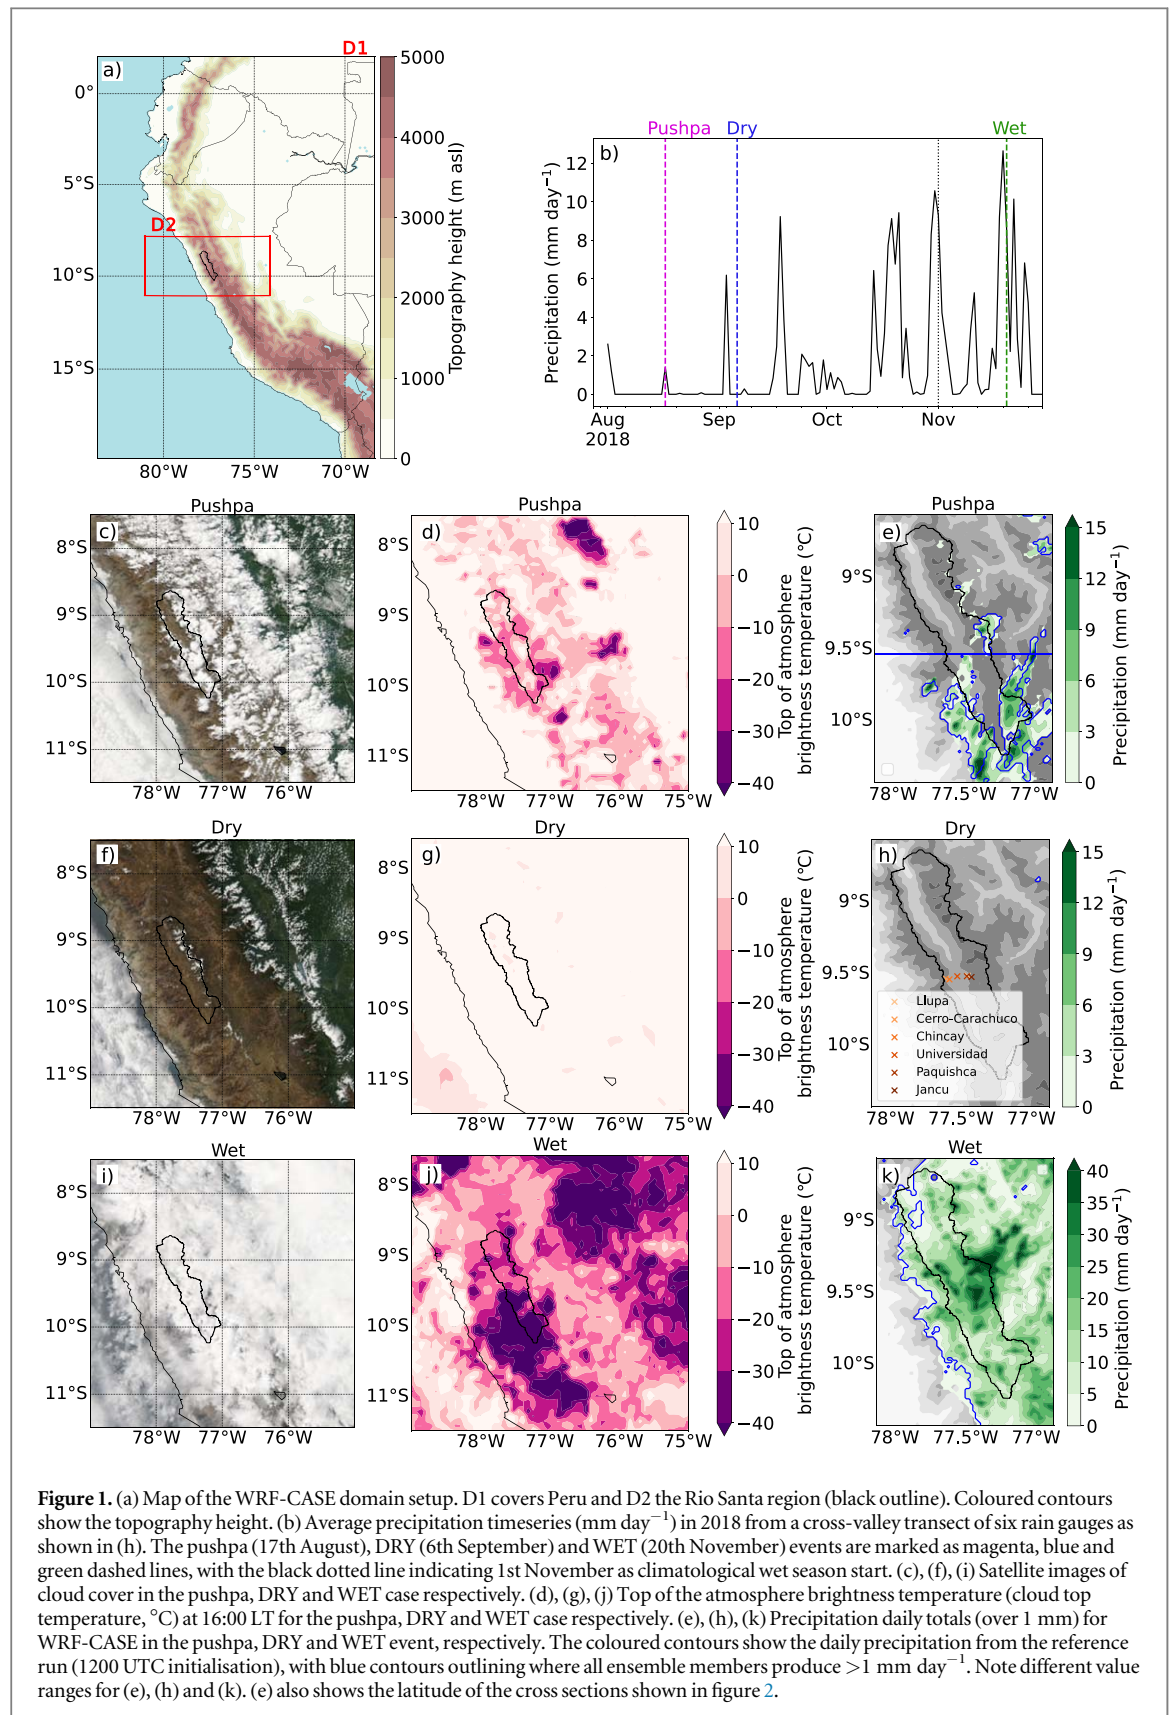 D1
a)
D2
0°
5°S
10°S
15°S
80°W 75°W 70°W
5000
4000
3000
2000
1000
0
Topography height (m asl)
Pushpa Dry Wet
b)
Precipitation (mm day−1)
12
10
8
6
4
2
0
Aug Sep Oct Nov
2018
Pushpa
c)
8°S
9°S
10°S
11°S
78°W 77°W 76°W
Pushpa
d)
8°S
9°S
10°S
11°S
78°W 77°W 76°W 75°W
10
0
−10
−20
−30
−40
Top of atmosphere
brightness temperature (°C)
Pushpa
e)
9°S
9.5°S
10°S
78°W 77.5°W 77°W
15
12
9
6
3
0
Precipitation (mm day−1)
Dry
f)
8°S
9°S
10°S
11°S
78°W 77°W 76°W
Dry
g)
8°S
9°S
10°S
11°S
78°W 77°W 76°W 75°W
10
0
−10
−20
−30
−40
Top of atmosphere
brightness temperature (°C)
Dry
h)
9°S
9.5°S
10°S
Llupa
Cerro-Carachuco
Chincay
Universidad
Paquishca
Jancu
78°W 77.5°W 77°W
15
12
9
6
3
0
Precipitation (mm day−1)
Wet
i)
8°S
9°S
10°S
11°S
78°W 77°W 76°W
Wet
j)
8°S
9°S
10°S
11°S
78°W 77°W 76°W 75°W
10
0
−10
−20
−30
−40
Top of atmosphere
brightness temperature (°C)
Wet
k)
9°S
9.5°S
10°S
78°W 77.5°W 77°W
40
35
30
25
20
15
10
5
0
Precipitation (mm day−1)
Figure 1. (a) Map of the WRF-CASE domain setup. D1 covers Peru and D2 the Rio Santa region (black outline). Coloured contours
show the topography height. (b) Average precipitation timeseries (mm day−1) in 2018 from a cross-valley transect of six rain gauges as
shown in (h). The pushpa (17th August), DRY (6th September) and WET (20th November) events are marked as magenta, blue and
green dashed lines, with the black dotted line indicating 1st November as climatological wet season start. (c), (f), (i) Satellite images of
cloud cover in the pushpa, DRY and WET case respectively. (d), (g), (j) Top of the atmosphere brightness temperature (cloud top
temperature, °C) at 16:00 LT for the pushpa, DRY and WET case respectively. (e), (h), (k) Precipitation daily totals (over 1 mm) for
WRF-CASE in the pushpa, DRY and WET event, respectively. The coloured contours show the daily precipitation from the reference
run (1200 UTC initialisation), with blue contours outlining where all ensemble members produce >1 mm day−1. Note different value
ranges for (e), (h) and (k). (e) also shows the latitude of the cross sections shown in figure 2.